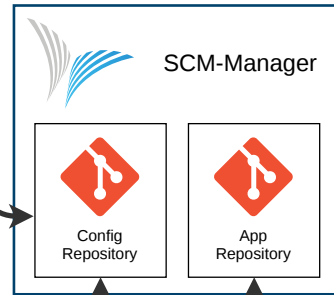 SCM-Manager
Config
Repository
App
Repository